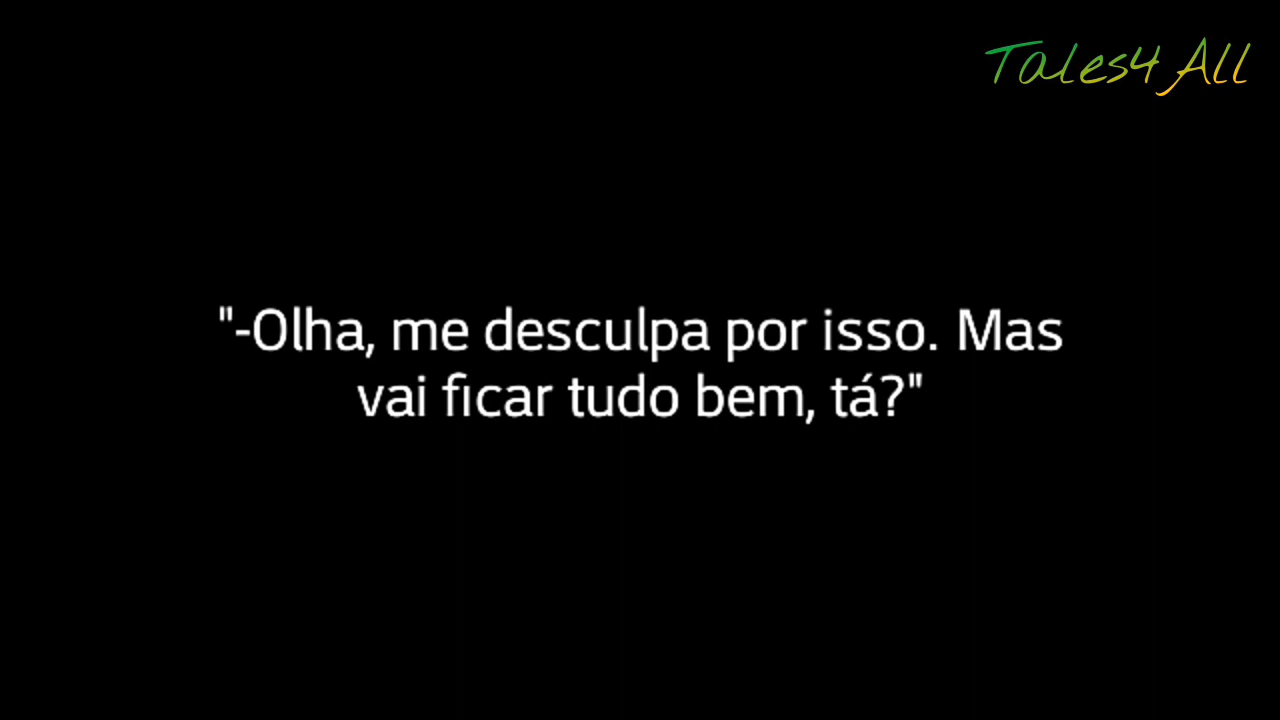 Tales4 All
"-Olha, me desculpa por isso. Mas
vai ficar tudo bem, tá?"